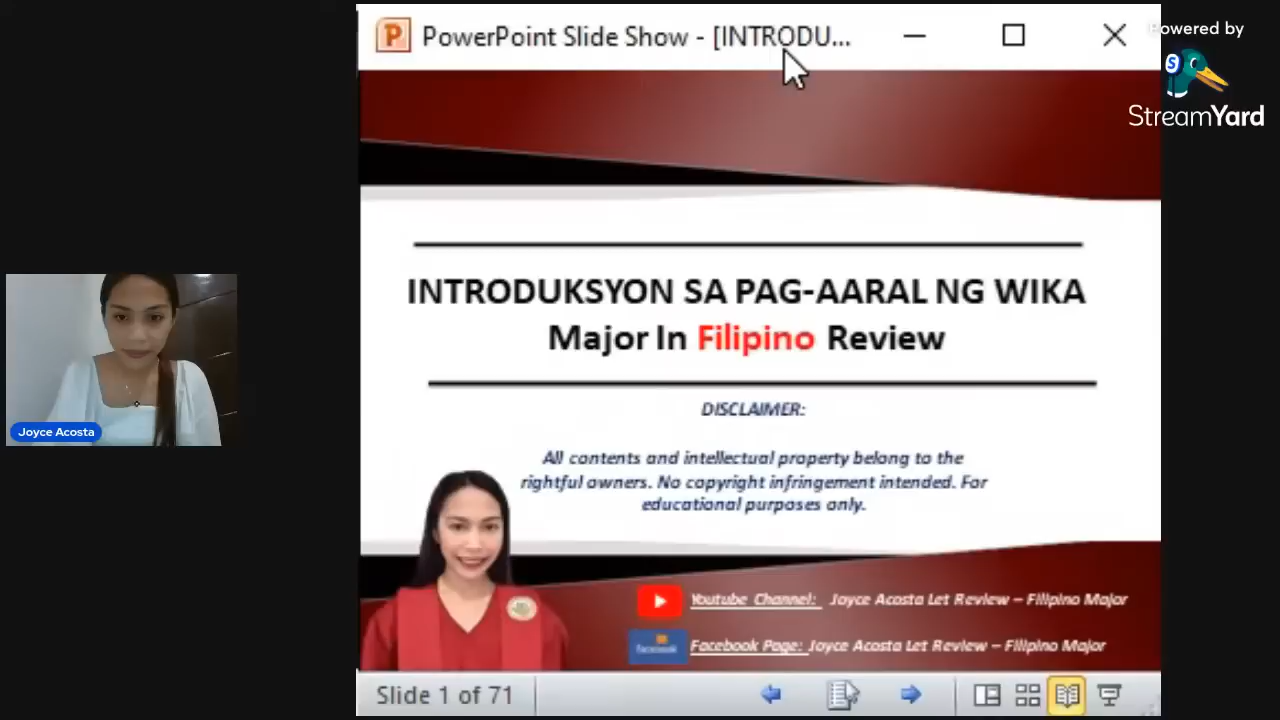 PowerPoint Slide Show - [INTRODU...
Powered by
StreamYard
INTRODUKSYON SA PAG-AARAL NG WIKA
Major In Filipino Review
DISCLAIMER:
All contents and intellectual property belong to the
rightful owners. No copyright infringement intended. For
educational purposes only.
Joyce Acosta
Youtube Channel: Joyce Acosta Let Review – Filipino Major
facebook
Facebook Page: Joyce Acosta Let Review – Filipino Major
Slide 1 of 71